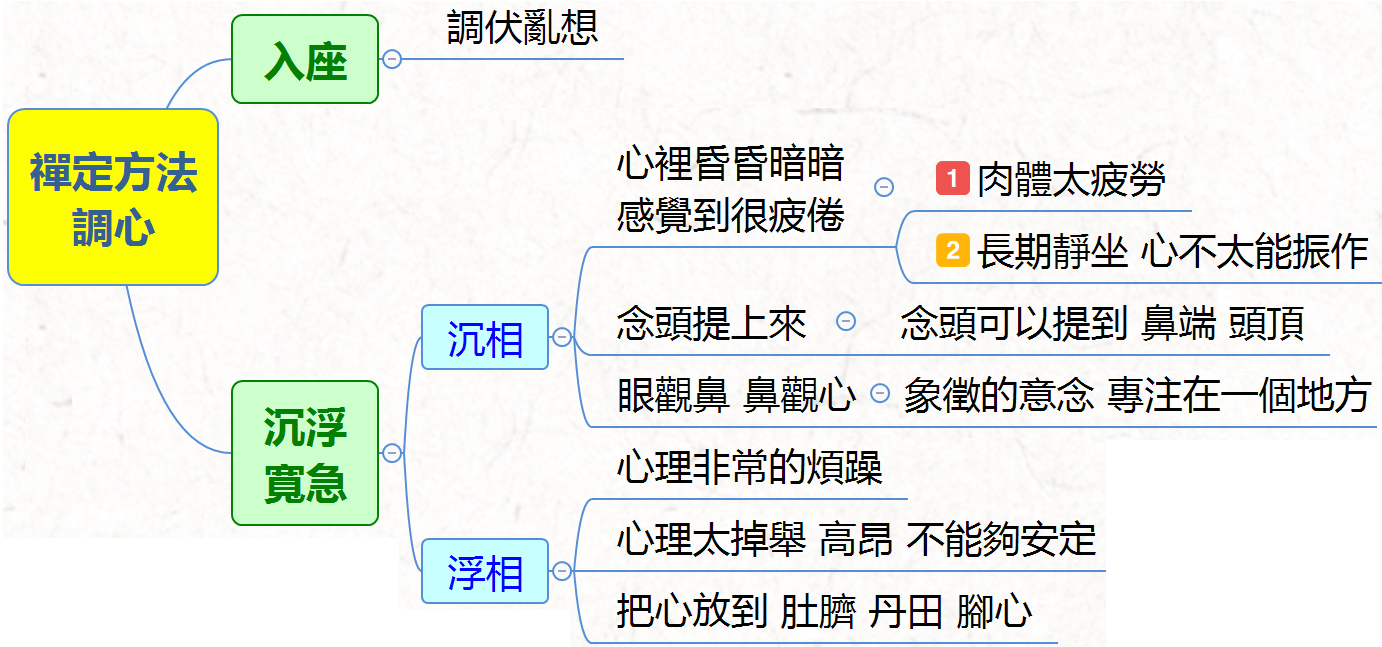 禪定方法
調心
入座
調伏亂想
沉浮
寬急
沉相
心裡昏昏暗暗
感覺到很疲倦
1 肉體太疲勞
2 長期靜坐 心不太能振作
念頭提上來
念頭可以提到 鼻端 頭頂
眼觀鼻 鼻觀心
象徵的意念 專注在一個地方
浮相
心理非常的煩躁
心理太掉舉 高昂 不能夠安定
把心放到 肚臍 丹田 腳心